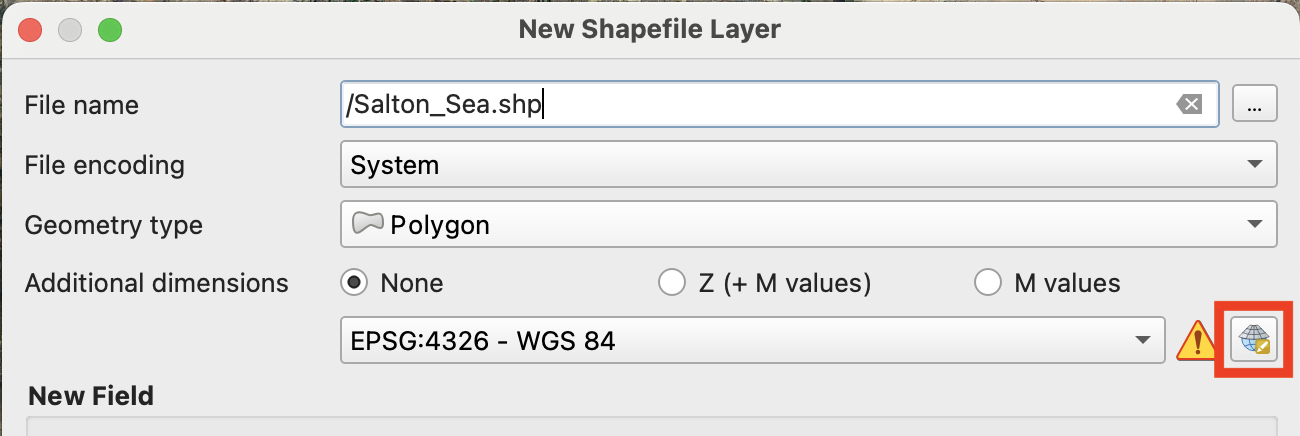 New Shapefile Layer
File name /Salton_Sea.shp ...
File encoding System
Geometry type Polygon
Additional dimensions None Z (+ M values) M values
EPSG:4326 - WGS 84
New Field